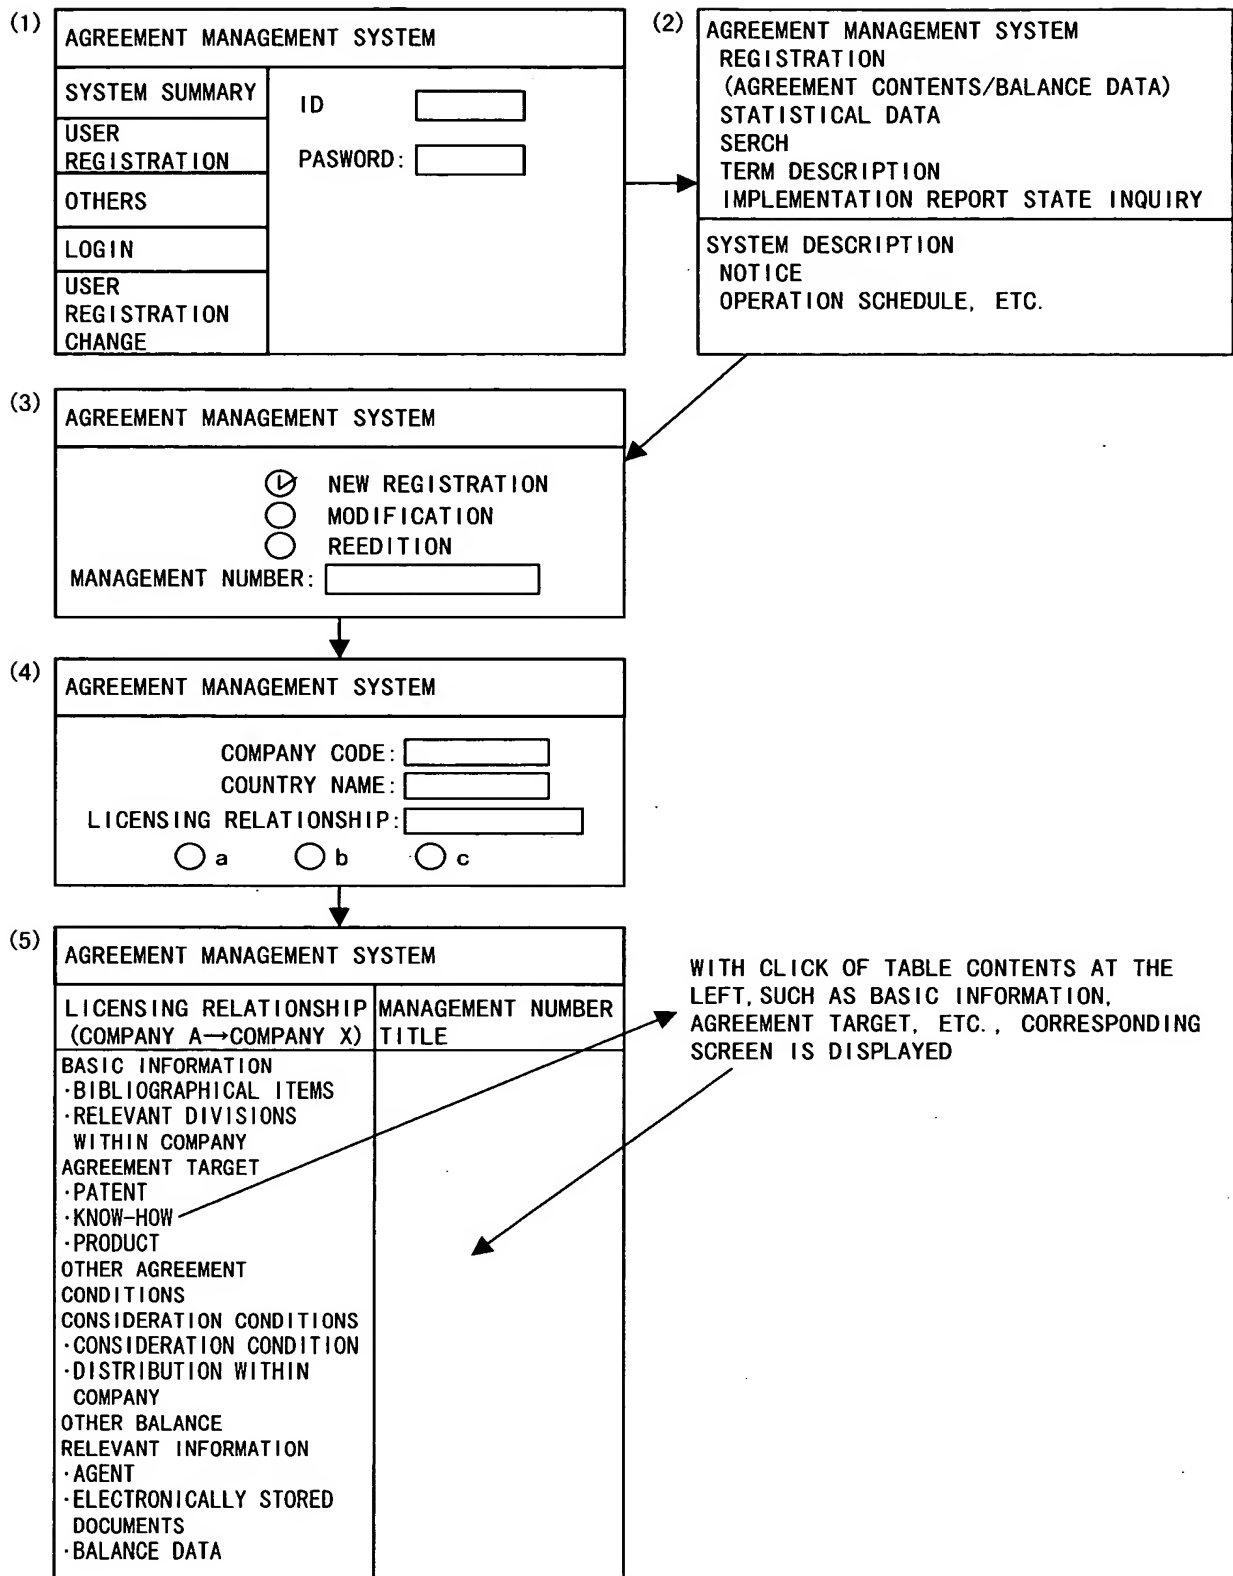 (1)
AGREEMENT MANAGEMENT SYSTEM
SYSTEM SUMMARY
USER
REGISTRATION
OTHERS
LOGIN
USER
REGISTRATION
CHANGE
ID
PASWORD:
(2)
AGREEMENT MANAGEMENT SYSTEM
REGISTRATION
(AGREEMENT CONTENTS/BALANCE DATA)
STATISTICAL DATA
SERCH
TERM DESCRIPTION
IMPLEMENTATION REPORT STATE INQUIRY
SYSTEM DESCRIPTION
NOTICE
OPERATION SCHEDULE, ETC.
(3)
AGREEMENT MANAGEMENT SYSTEM
NEW REGISTRATION
MODIFICATION
REEDITION
MANAGEMENT NUMBER:
(4)
AGREEMENT MANAGEMENT SYSTEM
COMPANY CODE:
COUNTRY NAME:
LICENSING RELATIONSHIP:
a b c
(5)
AGREEMENT MANAGEMENT SYSTEM
LICENSING RELATIONSHIP
(COMPANY A→COMPANY X)
MANAGEMENT NUMBER
TITLE
BASIC INFORMATION
·BIBLIOGRAPHICAL ITEMS
·RELEVANT DIVISIONS
WITHIN COMPANY
AGREEMENT TARGET
·PATENT
·KNOW-HOW
·PRODUCT
OTHER AGREEMENT
CONDITIONS
CONSIDERATION CONDITIONS
·CONSIDERATION CONDITION
·DISTRIBUTION WITHIN
COMPANY
OTHER BALANCE
RELEVANT INFORMATION
·AGENT
·ELECTRONICALLY STORED
DOCUMENTS
·BALANCE DATA
WITH CLICK OF TABLE CONTENTS AT THE
LEFT, SUCH AS BASIC INFORMATION,
AGREEMENT TARGET, ETC., CORRESPONDING
SCREEN IS DISPLAYED